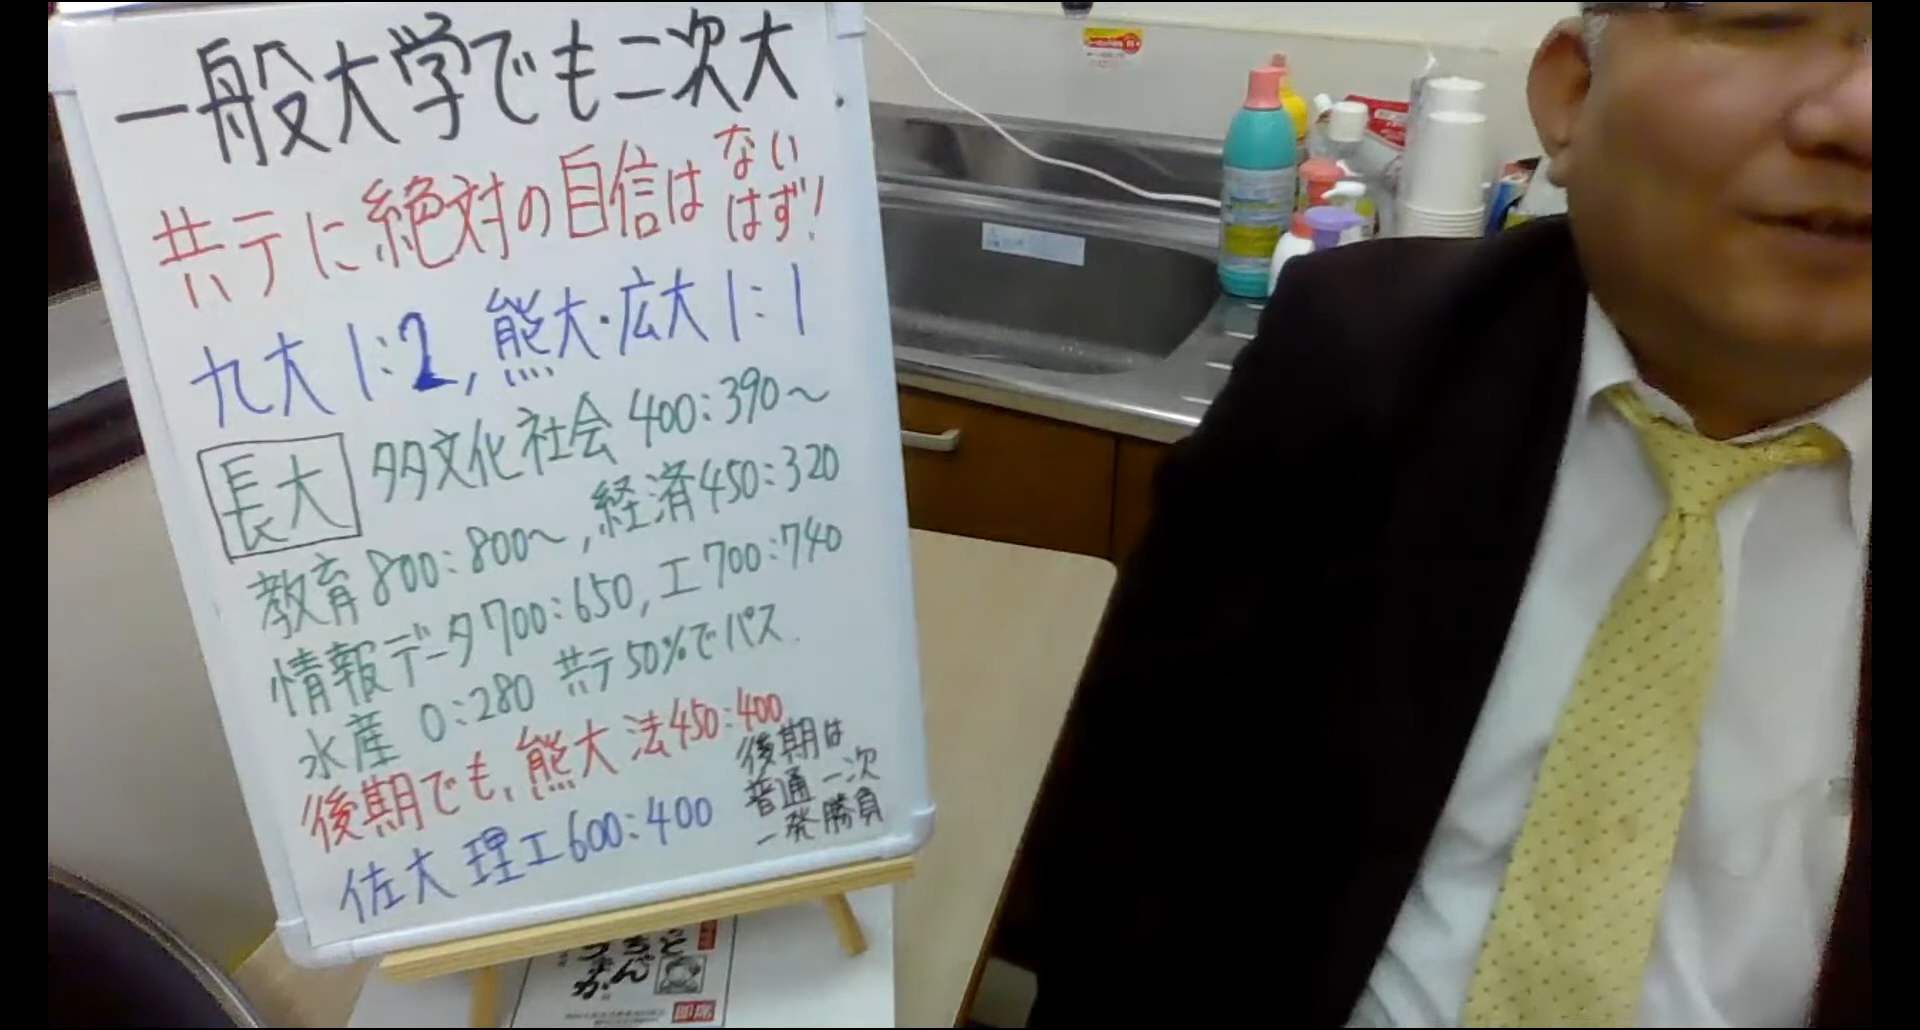 一般大学でも二次大.
共テに絶対の自信はないはず!
九大1:2, 熊大・広大1:1
長大 多文化社会 400:390~
教育800:800~, 経済450:320
情報データ700:650, 工700:740
水産 0:280 共テ50%でパス.
後期でも、熊大 法450:400
佐大 理工600:400
後期は
普通一次
一発勝負
即席